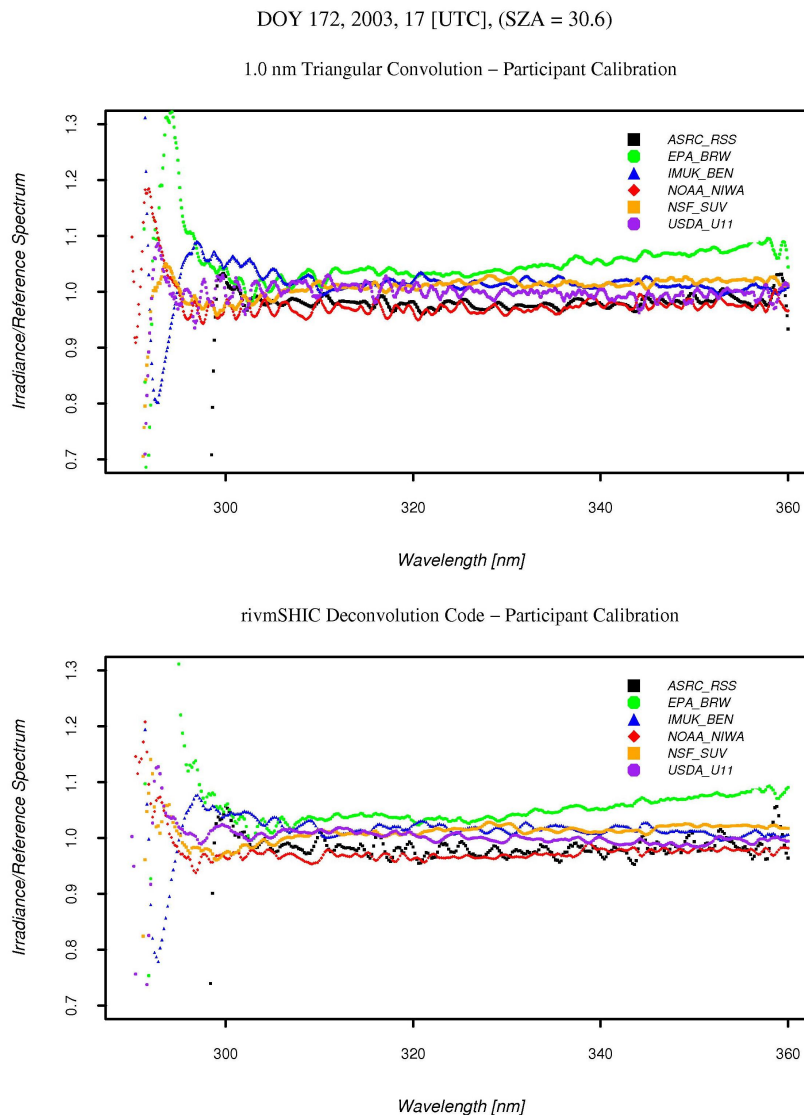 DOY 172, 2003, 17 [UTC], (SZA = 30.6)
1.0 nm Triangular Convolution − Participant Calibration
Irradiance/Reference Spectrum
1.3
1.2
1.1
1.0
0.9
0.8
0.7
ASRC_RSS
EPA_BRW
IMUK_BEN
NOAA_NIWA
NSF_SUV
USDA_U11
300 320 340 360
Wavelength [nm]
rivmSHIC Deconvolution Code − Participant Calibration
Irradiance/Reference Spectrum
1.3
1.2
1.1
1.0
0.9
0.8
0.7
ASRC_RSS
EPA_BRW
IMUK_BEN
NOAA_NIWA
NSF_SUV
USDA_U11
300 320 340 360
Wavelength [nm]